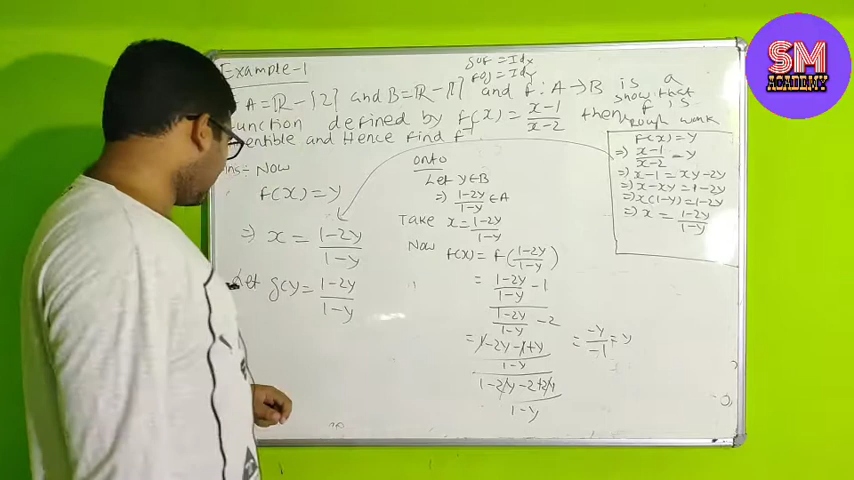 Example-1
gof = Idx
fog = IdY
A = R - {2} and B = R - {1} and f: A → B is a
function defined by f(x) = (x-1)/(x-2) then show that f is
entible and Hence find f⁻¹
Ans:- Now
f(x) = y
⇒ x = (1-2y)/(1-y)
Let g(y) = (1-2y)/(1-y)
onto
Let y ∈ B
⇒ (1-2y)/(1-y) ∈ A
Take x = (1-2y)/(1-y)
Now f(x) = f((1-2y)/(1-y))
= ((1-2y)/(1-y) - 1)/((1-2y)/(1-y) - 2)
= ((1-2y-1+y)/(1-y))/((1-2y-2+2y)/(1-y)) = -y/-1 = y
rough work
f(x) = y
⇒ (x-1)/(x-2) = y
⇒ x-1 = xy-2y
⇒ x-xy = 1-2y
⇒ x(1-y) = 1-2y
⇒ x = (1-2y)/(1-y)
SM
ACADEMY